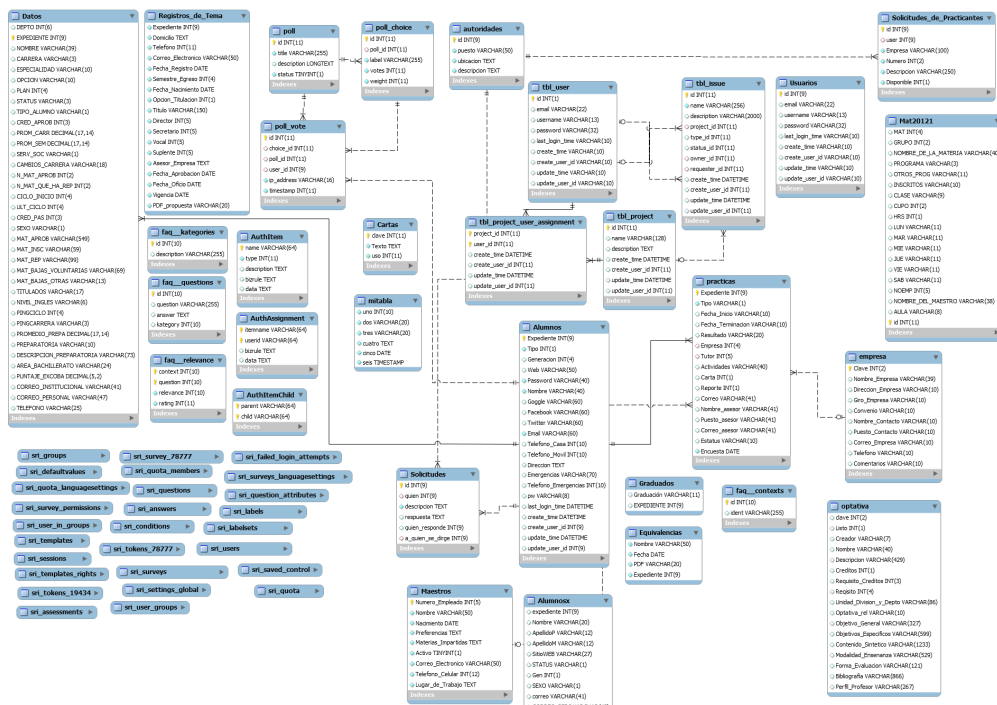 Datos
DEPTO INT(6)
EXPEDIENTE INT(9)
NOMBRE VARCHAR(39)
CARRERA VARCHAR(3)
ESPECIALIDAD VARCHAR(10)
OPCION VARCHAR(10)
PLAN INT(4)
STATUS VARCHAR(3)
TIPO_ALUMNO VARCHAR(1)
CRED_APROB INT(3)
PROM_CARR DECIMAL(17,14)
PROM_SEM DECIMAL(17,14)
SERV_SOC VARCHAR(1)
CAMBIOS_CARRERA VARCHAR(18)
N_MAT_APROB INT(2)
N_MAT_QUE_HA_REP INT(2)
CICLO_INICIO INT(4)
ULT_CICLO INT(4)
CRED_PAS INT(3)
SEXO VARCHAR(1)
MAT_APROB VARCHAR(549)
MAT_INSC VARCHAR(59)
MAT_REP VARCHAR(99)
MAT_BAJAS_VOLUNTARIAS VARCHAR(69)
MAT_BAJAS_OTRAS VARCHAR(13)
TITULADOS VARCHAR(17)
NIVEL_INGLES VARCHAR(6)
PINGCICLO INT(4)
PINGCARRERA VARCHAR(3)
PROMEDIO_PREPA DECIMAL(17,14)
PREPARATORIA VARCHAR(10)
DESCRIPCION_PREPARATORIA VARCHAR(73)
AREA_BACHILLERATO VARCHAR(24)
PUNTAJE_EXCOBA DECIMAL(5,2)
CORREO_INSTITUCIONAL VARCHAR(41)
CORREO_PERSONAL VARCHAR(47)
TELEFONO VARCHAR(25)
Indexes
Registros_de_Tema
Expediente INT(9)
Domicilio TEXT
Telefono INT(11)
Correo_Electronico VARCHAR(50)
Fecha_Registro DATE
Semestre_Egreso INT(4)
Fecha_Nacimiento DATE
Opcion_Titulacion INT(1)
Titulo VARCHAR(150)
Director INT(5)
Secretario INT(5)
Vocal INT(5)
Suplente INT(5)
Asesor_Empresa TEXT
Fecha_Aprobacion DATE
Fecha_Oficio DATE
Vigencia DATE
PDF_propuesta VARCHAR(20)
poll
id INT(11)
title VARCHAR(255)
description LONGTEXT
status TINYINT(1)
Indexes
poll_choice
id INT(11)
poll_id INT(11)
label VARCHAR(255)
votes INT(11)
weight INT(11)
Indexes
poll_vote
id INT(11)
choice_id INT(11)
poll_id INT(11)
user_id INT(9)
ip_address VARCHAR(16)
timestamp INT(11)
Indexes
autoridades
id INT(9)
puesto VARCHAR(50)
ubicacion TEXT
descripcion TEXT
Indexes
tbl_user
id INT(1)
email VARCHAR(22)
username VARCHAR(13)
password VARCHAR(32)
last_login_time VARCHAR(10)
create_time VARCHAR(10)
create_user_id VARCHAR(10)
update_time VARCHAR(10)
update_user_id VARCHAR(10)
Indexes
tbl_issue
id INT(11)
name VARCHAR(256)
description VARCHAR(2000)
project_id INT(11)
type_id INT(11)
status_id INT(11)
owner_id INT(11)
requester_id INT(11)
create_time DATETIME
create_user_id INT(11)
update_time DATETIME
update_user_id INT(11)
Indexes
Usuarios
id INT(9)
email VARCHAR(22)
username VARCHAR(13)
password VARCHAR(32)
last_login_time VARCHAR(10)
create_time VARCHAR(10)
create_user_id VARCHAR(10)
update_time VARCHAR(10)
update_user_id VARCHAR(10)
Indexes
Solicitudes_de_Practicantes
id INT(9)
user INT(9)
Empresa VARCHAR(100)
Numero INT(2)
Descripcion VARCHAR(250)
Disponible INT(1)
Indexes
Mat20121
MAT INT(4)
GRUPO INT(2)
NOMBRE_DE_LA_MATERIA VARCHAR(40
PROGRAMA VARCHAR(3)
OTROS_PROG VARCHAR(11)
INSCRITOS INT(10)
CLASE VARCHAR(9)
CUPO INT(2)
HRS INT(1)
LUN VARCHAR(11)
MAR VARCHAR(11)
MIE VARCHAR(11)
JUE VARCHAR(11)
VIE VARCHAR(11)
SAB VARCHAR(11)
NOEMP INT(5)
NOMBRE_DEL_MAESTRO VARCHAR(38)
AULA VARCHAR(8)
id INT(11)
Indexes
faq__kategories
id INT(10)
description VARCHAR(255)
Indexes
faq__questions
id INT(10)
question VARCHAR(255)
answer TEXT
kategory INT(10)
Indexes
faq__relevance
context INT(10)
question INT(10)
relevance INT(10)
rating INT(11)
Indexes
AuthItem
name VARCHAR(64)
type INT(11)
description TEXT
bizrule TEXT
data TEXT
Indexes
AuthAssignment
itemname VARCHAR(64)
userid VARCHAR(64)
bizrule TEXT
data TEXT
Indexes
AuthItemChild
parent VARCHAR(64)
child VARCHAR(64)
Indexes
Cartas
clave INT(11)
Texto TEXT
uso INT(11)
Indexes
mitabla
uno INT(10)
dos VARCHAR(20)
tres VARCHAR(20)
cuatro TEXT
cinco DATE
seis TIMESTAMP
tbl_project_user_assignment
project_id INT(11)
user_id INT(11)
create_time DATETIME
create_user_id INT(11)
update_time DATETIME
update_user_id INT(11)
Indexes
tbl_project
id INT(11)
name VARCHAR(128)
description TEXT
create_time DATETIME
create_user_id INT(11)
update_time DATETIME
update_user_id INT(11)
Indexes
practicas
Expediente INT(9)
Tipo VARCHAR(1)
Fecha_Inicio VARCHAR(10)
Fecha_Terminacion VARCHAR(10)
Resultado VARCHAR(20)
Empresa INT(4)
Tutor INT(5)
Actividades VARCHAR(40)
Carta INT(1)
Reporte INT(1)
Correo VARCHAR(41)
Nombre_asesor VARCHAR(41)
Puesto_asesor VARCHAR(41)
Correo_asesor VARCHAR(41)
Estatus VARCHAR(10)
Encuesta DATE
Indexes
empresa
Clave INT(2)
Nombre_Empresa VARCHAR(39)
Direccion_Empresa VARCHAR(10)
Giro_Empresa VARCHAR(10)
Convenio VARCHAR(10)
Nombre_Contacto VARCHAR(10)
Puesto_Contacto VARCHAR(10)
Correo_Empresa VARCHAR(10)
Telefono VARCHAR(10)
Comentarios VARCHAR(10)
Indexes
Alumnos
Expediente INT(9)
Tipo INT(1)
Generacion INT(4)
Web VARCHAR(50)
Password VARCHAR(40)
Nombre VARCHAR(40)
Goggle VARCHAR(60)
Facebook VARCHAR(60)
Twitter VARCHAR(60)
Email VARCHAR(60)
Telefono_Casa INT(10)
Telefono_Movil INT(10)
Direccion TEXT
Emergencias VARCHAR(70)
Telefono_Emergencias INT(10)
pw VARCHAR(8)
last_login_time DATETIME
create_time DATETIME
create_user_id INT(9)
update_time DATETIME
update_user_id INT(9)
Indexes
Solicitudes
id INT(9)
quien INT(9)
descripcion TEXT
respuesta TEXT
quien_responde INT(9)
a_quien_se_dirge INT(9)
Indexes
Graduados
Graduación VARCHAR(11)
EXPEDIENTE INT(9)
Equivalencias
Nombre VARCHAR(50)
Fecha DATE
PDF VARCHAR(20)
Expediente INT(9)
faq__contexts
id INT(10)
ident VARCHAR(255)
Indexes
optativa
clave INT(2)
Listo INT(1)
Creador VARCHAR(7)
Nombre VARCHAR(40)
Descripcion VARCHAR(429)
Creditos INT(1)
Requisito_Creditos INT(3)
Reqisito INT(4)
Unidad_Division_y_Depto VARCHAR(86)
Optativa_rel VARCHAR(10)
Objetivo_General VARCHAR(327)
Objetivos_Especificos VARCHAR(599)
Contenido_Sintetico VARCHAR(1233)
Modalidad_Ensenanza VARCHAR(529)
Forma_Evaluacion VARCHAR(121)
Bibliografia VARCHAR(866)
Perfil_Profesor VARCHAR(267)
Maestros
Numero_Empleado INT(5)
Nombre VARCHAR(50)
Nacimiento DATE
Preferencias TEXT
Materias_Impartidas TEXT
Activo TINYINT(1)
Correo_Electronico VARCHAR(50)
Telefono_Celular INT(12)
Lugar_de_Trabajo TEXT
Indexes
Alumnosx
expediente INT(9)
Nombre VARCHAR(20)
ApellidoP VARCHAR(12)
ApellidoM VARCHAR(12)
SitioWEB VARCHAR(27)
STATUS VARCHAR(1)
Gen INT(1)
SEXO VARCHAR(1)
correo VARCHAR(41)
sri_groups
sri_survey_78777
sri_failed_login_attempts
sri_defaultvalues
sri_quota_members
sri_surveys_languagesettings
sri_quota_languagesettings
sri_questions
sri_question_attributes
sri_survey_permissions
sri_answers
sri_labels
sri_user_in_groups
sri_conditions
sri_labelsets
sri_templates
sri_tokens_78777
sri_users
sri_sessions
sri_templates_rights
sri_surveys
sri_saved_control
sri_tokens_19434
sri_settings_global
sri_quota
sri_assessments
sri_user_groups